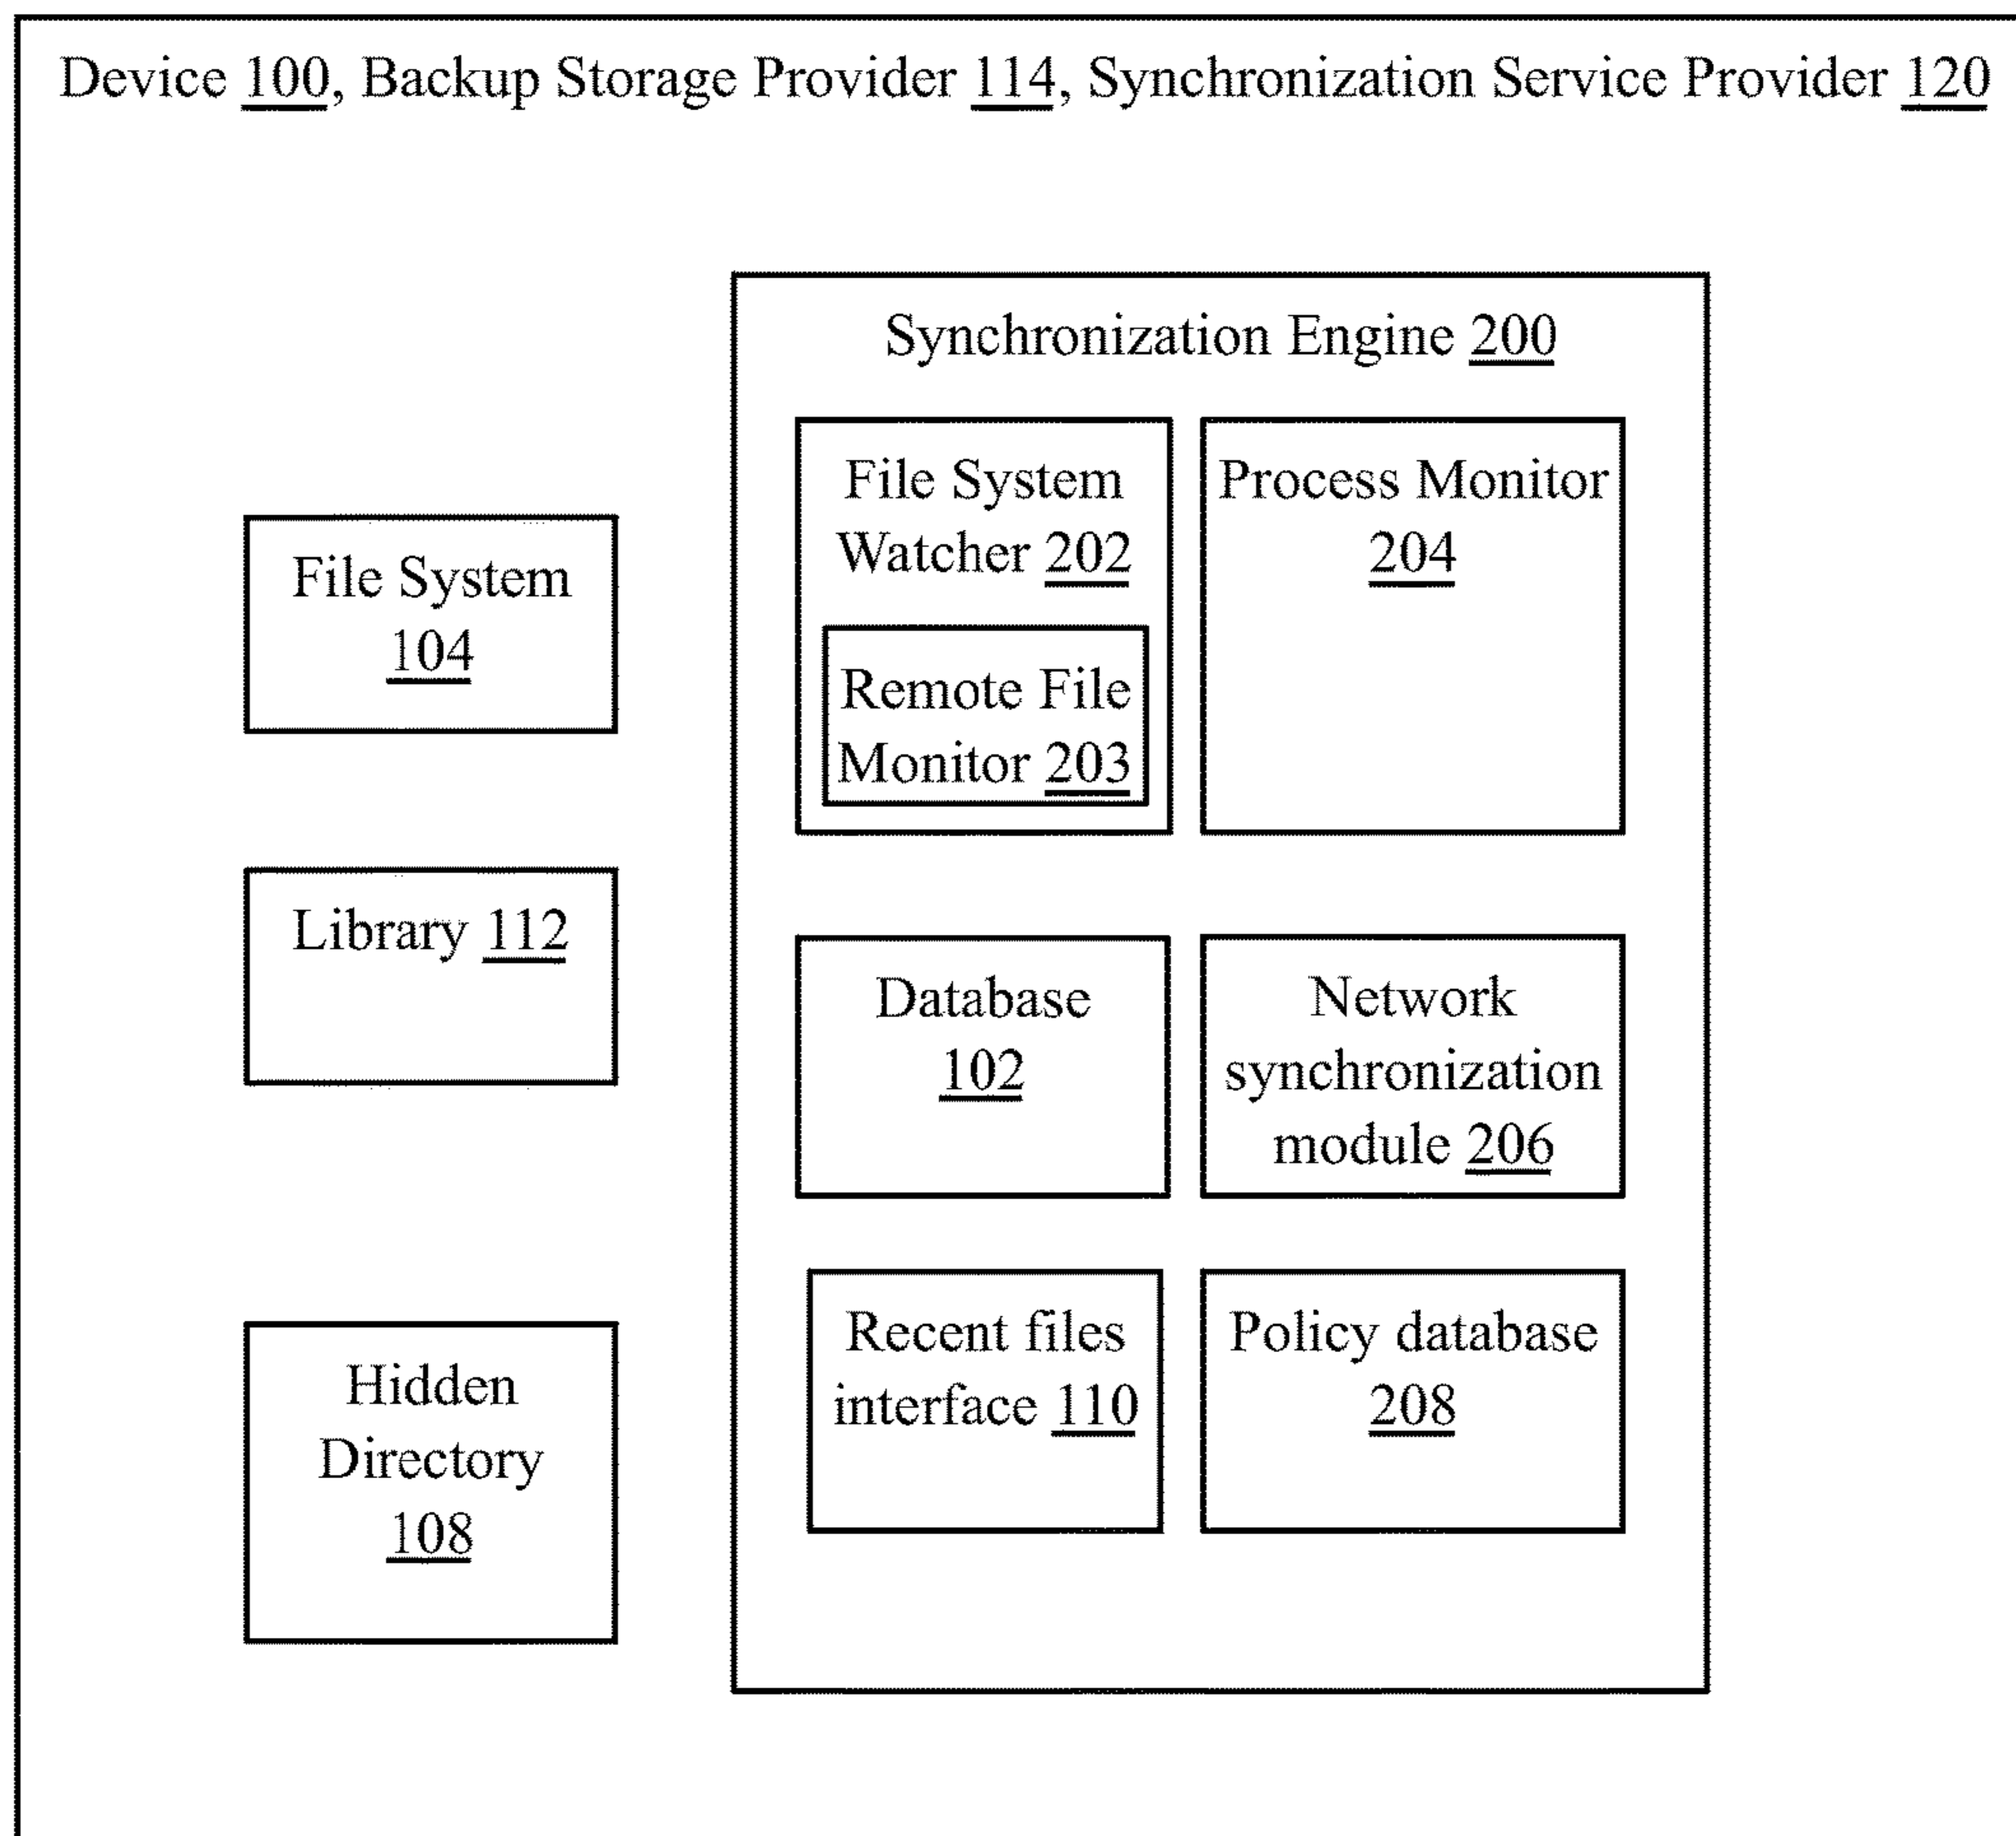 Device 100, Backup Storage Provider 114, Synchronization Service Provider 120
Synchronization Engine 200
File System
Watcher 202
Remote File
Monitor 203
Process Monitor
204
File System
104
Library 112
Database
102
Network
synchronization
module 206
Hidden
Directory
108
Recent files
interface 110
Policy database
208